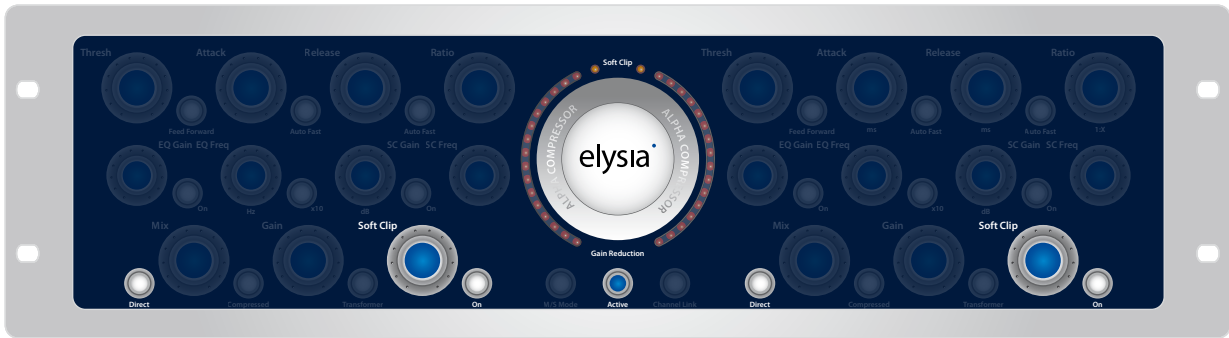 Thresh Attack Release Ratio Soft Clip Thresh Attack Release Ratio
Feed Forward Auto Fast Auto Fast Feed Forward ms Auto Fast ms Auto Fast 1:X
ALPHA COMPRESSOR ALPHA COMPRESSOR
elysia
EQ Gain EQ Freq SC Gain SC Freq EQ Gain EQ Freq SC Gain SC Freq
On Hz x10 dB On On x10 dB On
Mix Gain Soft Clip Gain Reduction Mix Gain Soft Clip
Direct Compressed Transformer On M/S Mode Active Channel Link Direct Compressed Transformer On